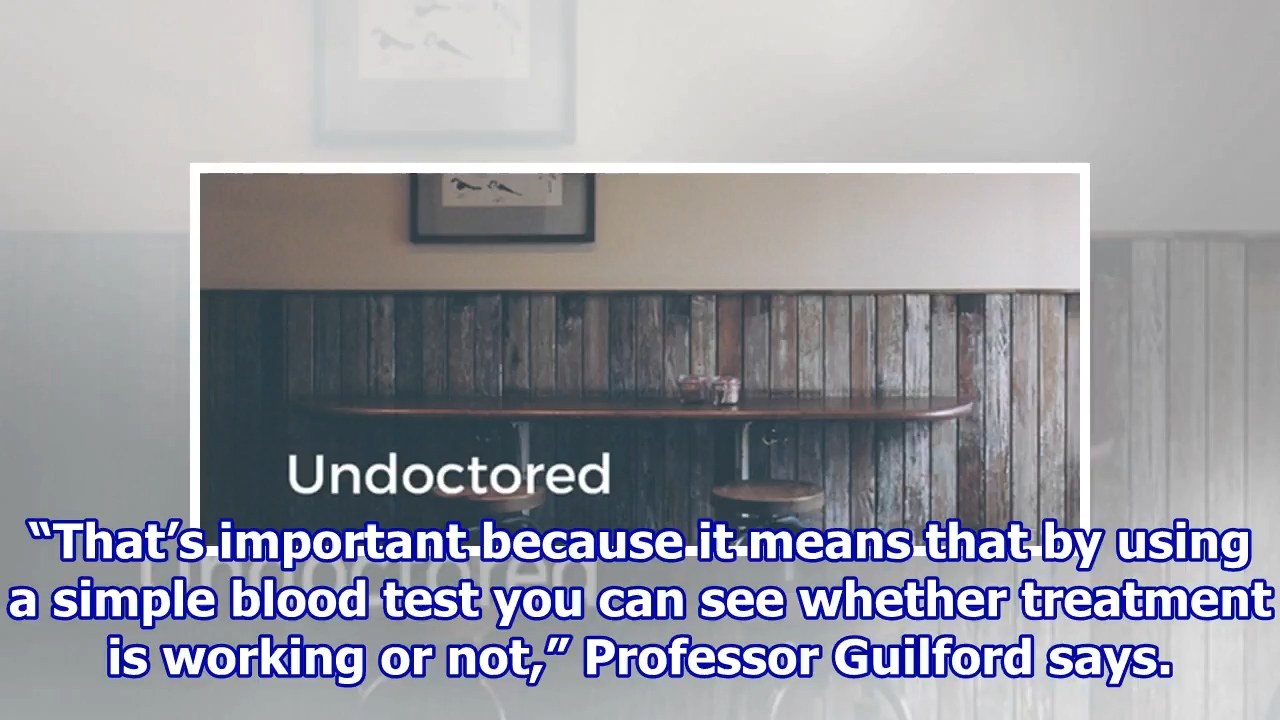 Undoctored
“That’s important because it means that by using
a simple blood test you can see whether treatment
is working or not,” Professor Guilford says.